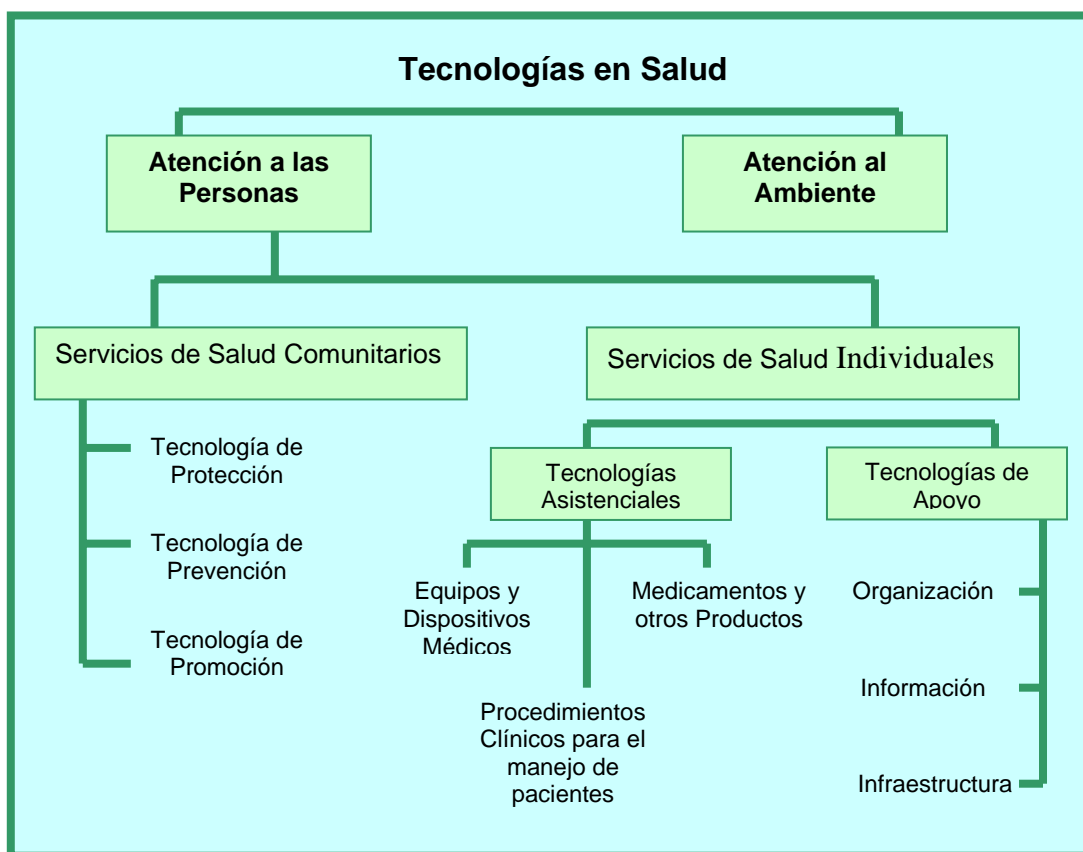 Tecnologías en Salud
Atención a las
Personas
Atención al
Ambiente
Servicios de Salud Comunitarios
Servicios de Salud Individuales
Tecnología de
Protección
Tecnología de
Prevención
Tecnología de
Promoción
Tecnologías
Asistenciales
Tecnologías de
Apoyo
Equipos y
Dispositivos
Médicos
Medicamentos y
otros Productos
Procedimientos
Clínicos para el
manejo de
pacientes
Organización
Información
Infraestructura